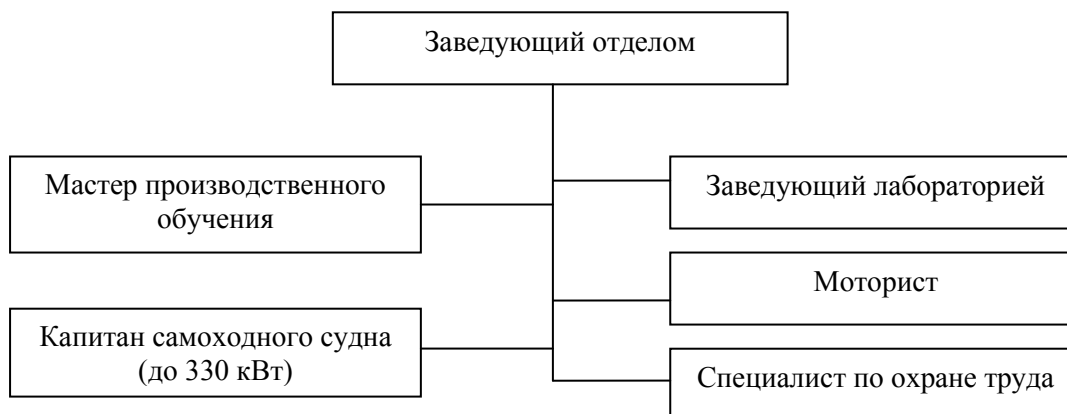 Заведующий отделом
Мастер производственного
обучения
Заведующий лабораторией
Моторист
Капитан самоходного судна
(до 330 кВт)
Специалист по охране труда